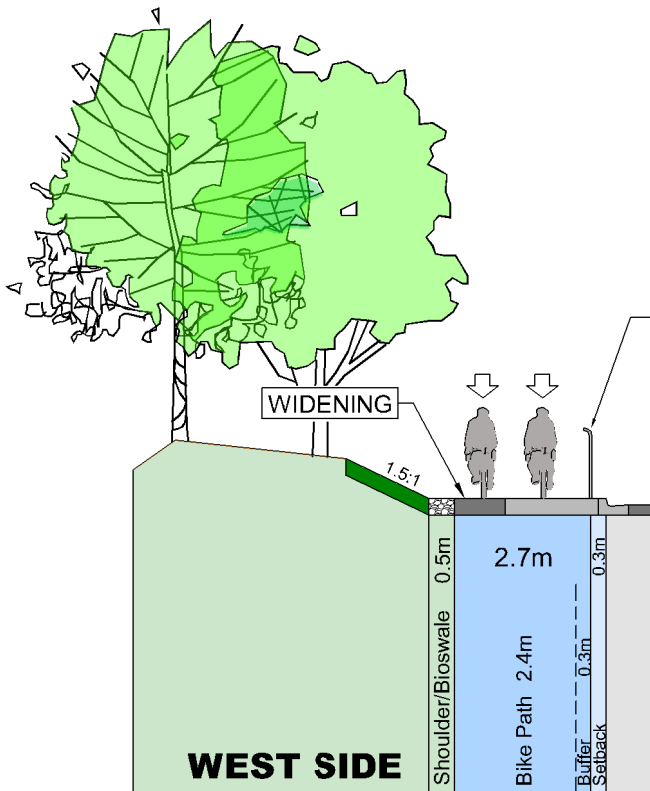 WIDENING
1.5:1
2.7m
Shoulder/Bioswale 0.5m
Bike Path 2.4m
Buffer 0.3m
Setback 0.3m
WEST SIDE